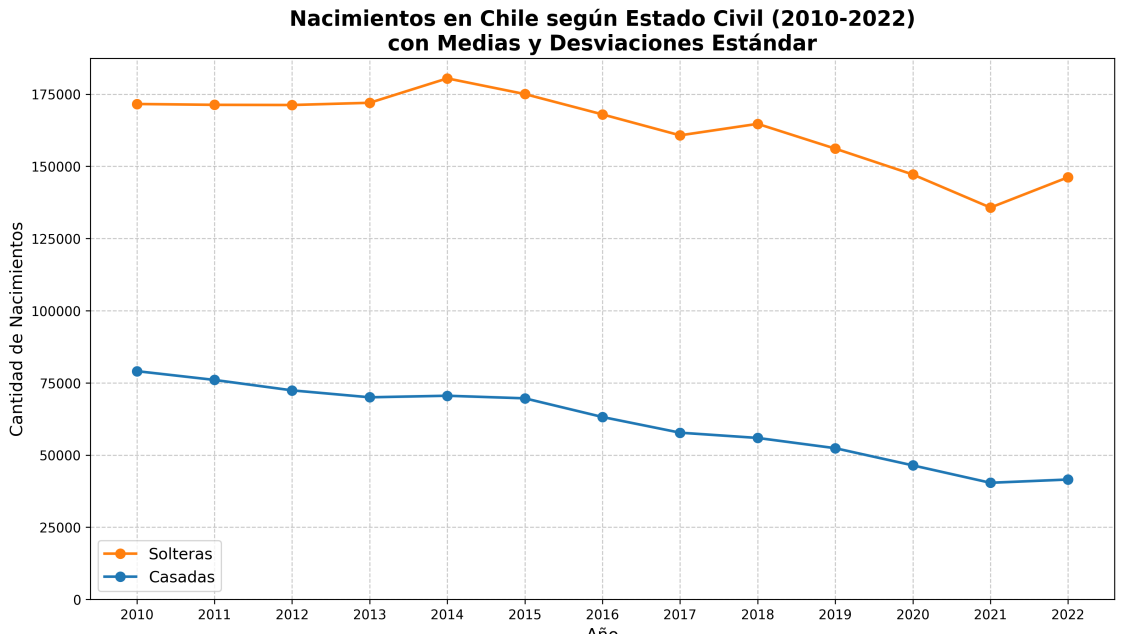 Nacimientos en Chile según Estado Civil (2010-2022)
con Medias y Desviaciones Estándar
Cantidad de Nacimientos
175000
150000
125000
100000
75000
50000
25000
0
Solteras
Casadas
2010 2011 2012 2013 2014 2015 2016 2017 2018 2019 2020 2021 2022
Año